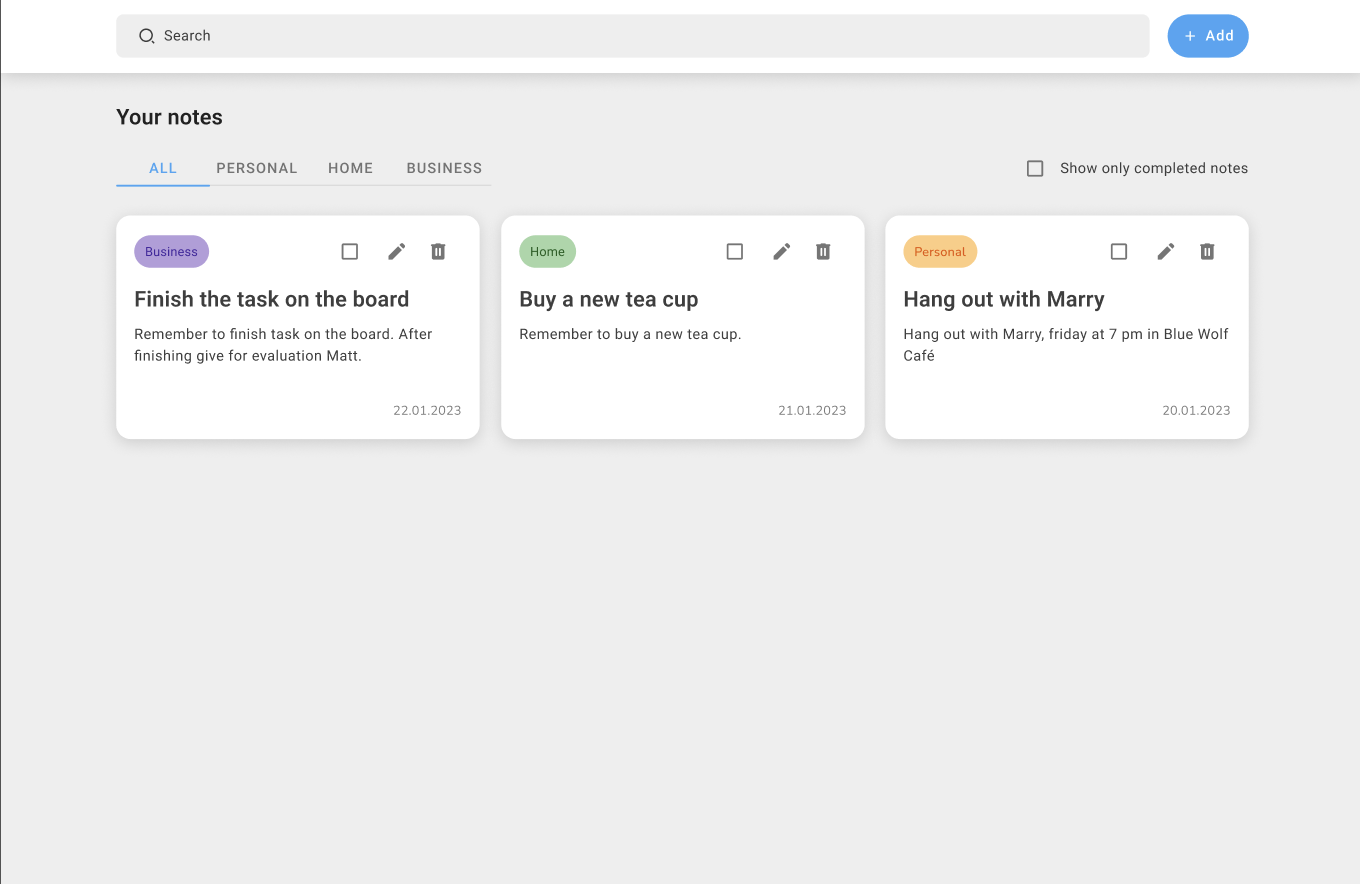 Search
+ Add
Your notes
ALL PERSONAL HOME BUSINESS
Show only completed notes
Business
Finish the task on the board
Remember to finish task on the board. After
finishing give for evaluation Matt.
22.01.2023
Home
Buy a new tea cup
Remember to buy a new tea cup.
21.01.2023
Personal
Hang out with Marry
Hang out with Marry, friday at 7 pm in Blue Wolf
Café
20.01.2023